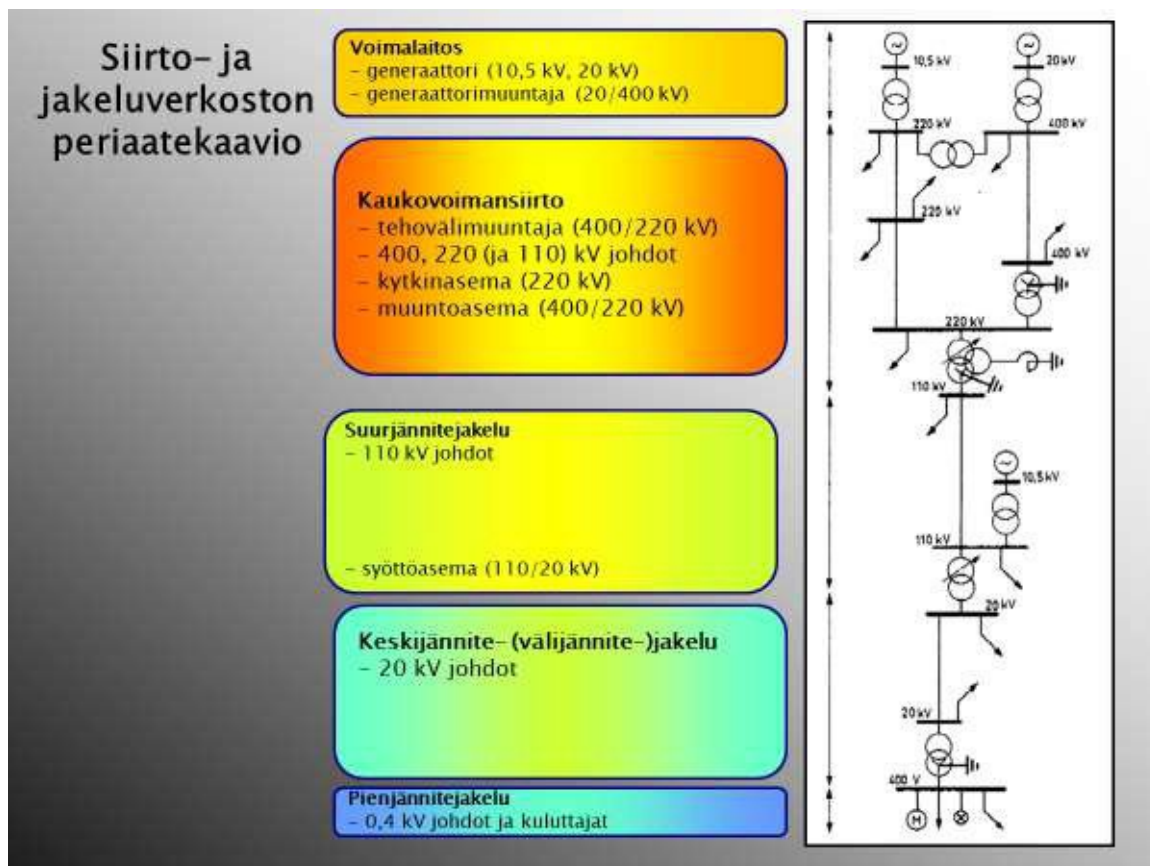 Siirto- ja
jakeluverkoston
periaatekaavio
Voimalaitos
- generaattori (10,5 kV, 20 kV)
- generaattorimuuntaja (20/400 kV)
Kaukovoimansiirto
- tehovälimuuntaja (400/220 kV)
- 400, 220 (ja 110) kV johdot
- kytkinasema (220 kV)
- muuntoasema (400/220 kV)
Suurjännitejakelu
- 110 kV johdot
- syöttöasema (110/20 kV)
Keskijännite- (välijännite-)jakelu
- 20 kV johdot
Pienjännitejakelu
- 0,4 kV johdot ja kuluttajat
~ ~
10,5 kV 20 kV
220 kV 400 kV
220 kV
400 kV
220 kV
110 kV
~
10,5 kV
110 kV
20 kV
20 kV
400 V
M